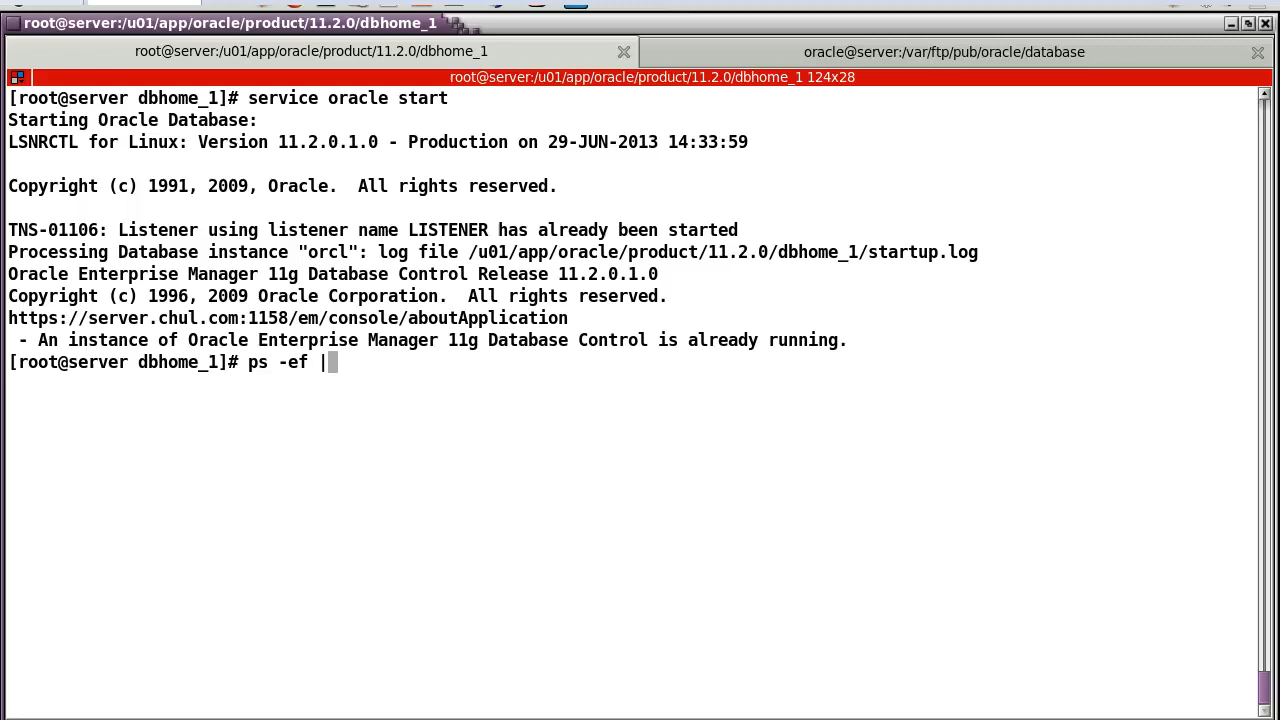 root@server:/u01/app/oracle/product/11.2.0/dbhome_1
root@server:/u01/app/oracle/product/11.2.0/dbhome_1
oracle@server:/var/ftp/pub/oracle/database
root@server:/u01/app/oracle/product/11.2.0/dbhome_1 124x28
[root@server dbhome_1]# service oracle start
Starting Oracle Database:
LSNRCTL for Linux: Version 11.2.0.1.0 - Production on 29-JUN-2013 14:33:59
Copyright (c) 1991, 2009, Oracle.  All rights reserved.
TNS-01106: Listener using listener name LISTENER has already been started
Processing Database instance "orcl": log file /u01/app/oracle/product/11.2.0/dbhome_1/startup.log
Oracle Enterprise Manager 11g Database Control Release 11.2.0.1.0
Copyright (c) 1996, 2009 Oracle Corporation.  All rights reserved.
https://server.chul.com:1158/em/console/aboutApplication
 - An instance of Oracle Enterprise Manager 11g Database Control is already running.
[root@server dbhome_1]# ps -ef |